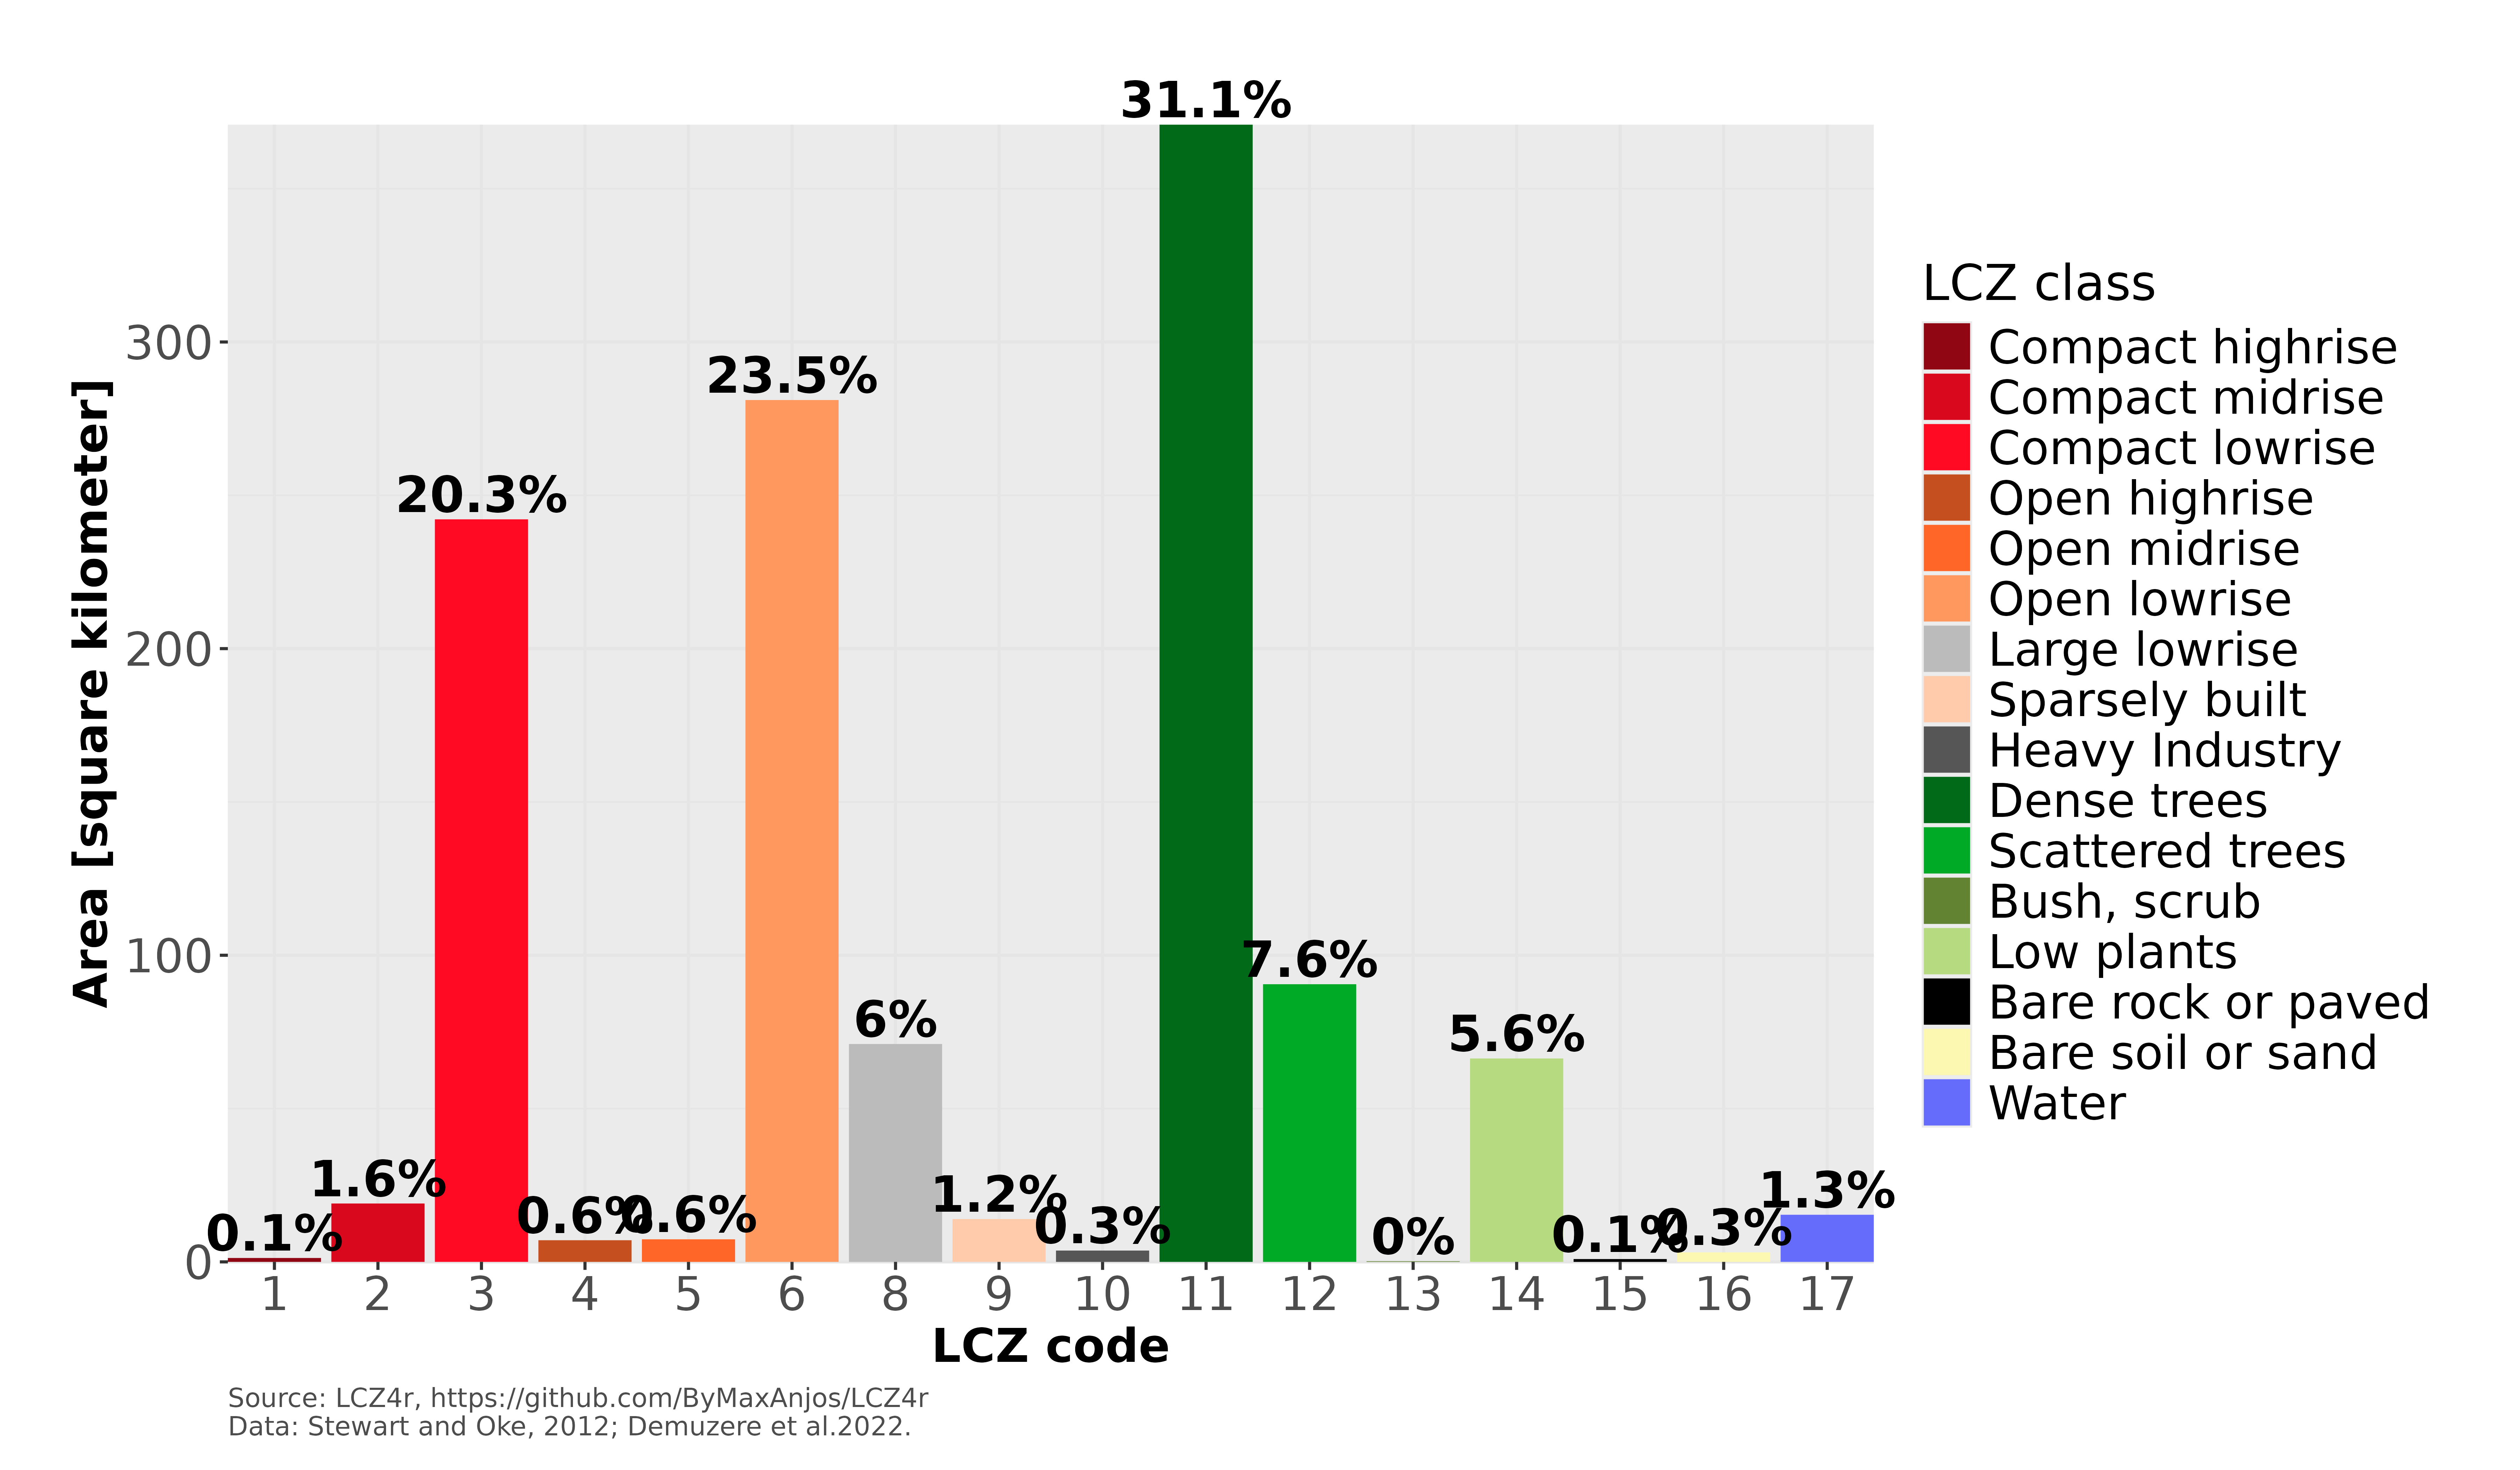 31.1%
23.5%
20.3%
7.6%
6%
5.6%
1.6%
1.2%
1.3%
0.1%
0.6%
0.6%
0.3%
0%
0.1%
0.3%
300
200
100
0
Area [square kilometer]
1 2 3 4 5 6 8 9 10 11 12 13 14 15 16 17
LCZ code
LCZ class
Compact highrise
Compact midrise
Compact lowrise
Open highrise
Open midrise
Open lowrise
Large lowrise
Sparsely built
Heavy Industry
Dense trees
Scattered trees
Bush, scrub
Low plants
Bare rock or paved
Bare soil or sand
Water
Source: LCZ4r, https://github.com/ByMaxAnjos/LCZ4r
Data: Stewart and Oke, 2012; Demuzere et al.2022.